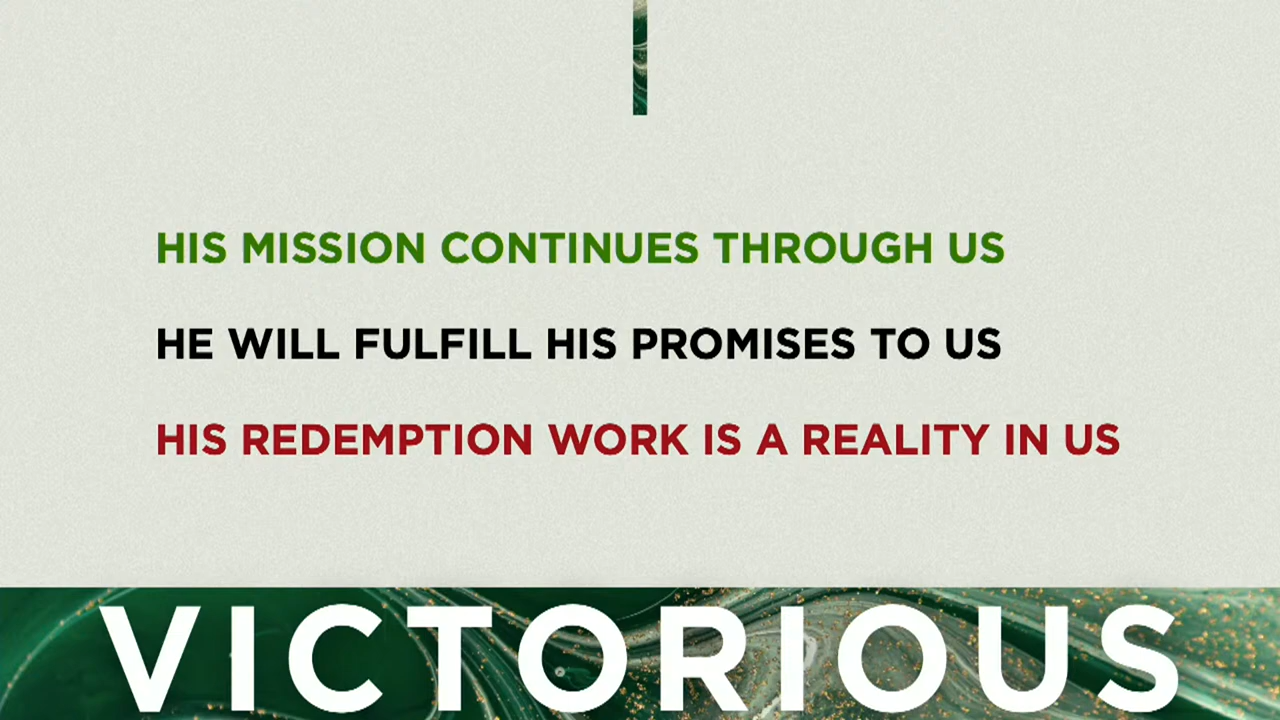 HIS MISSION CONTINUES THROUGH US
HE WILL FULFILL HIS PROMISES TO US
HIS REDEMPTION WORK IS A REALITY IN US
VICTORIOUS